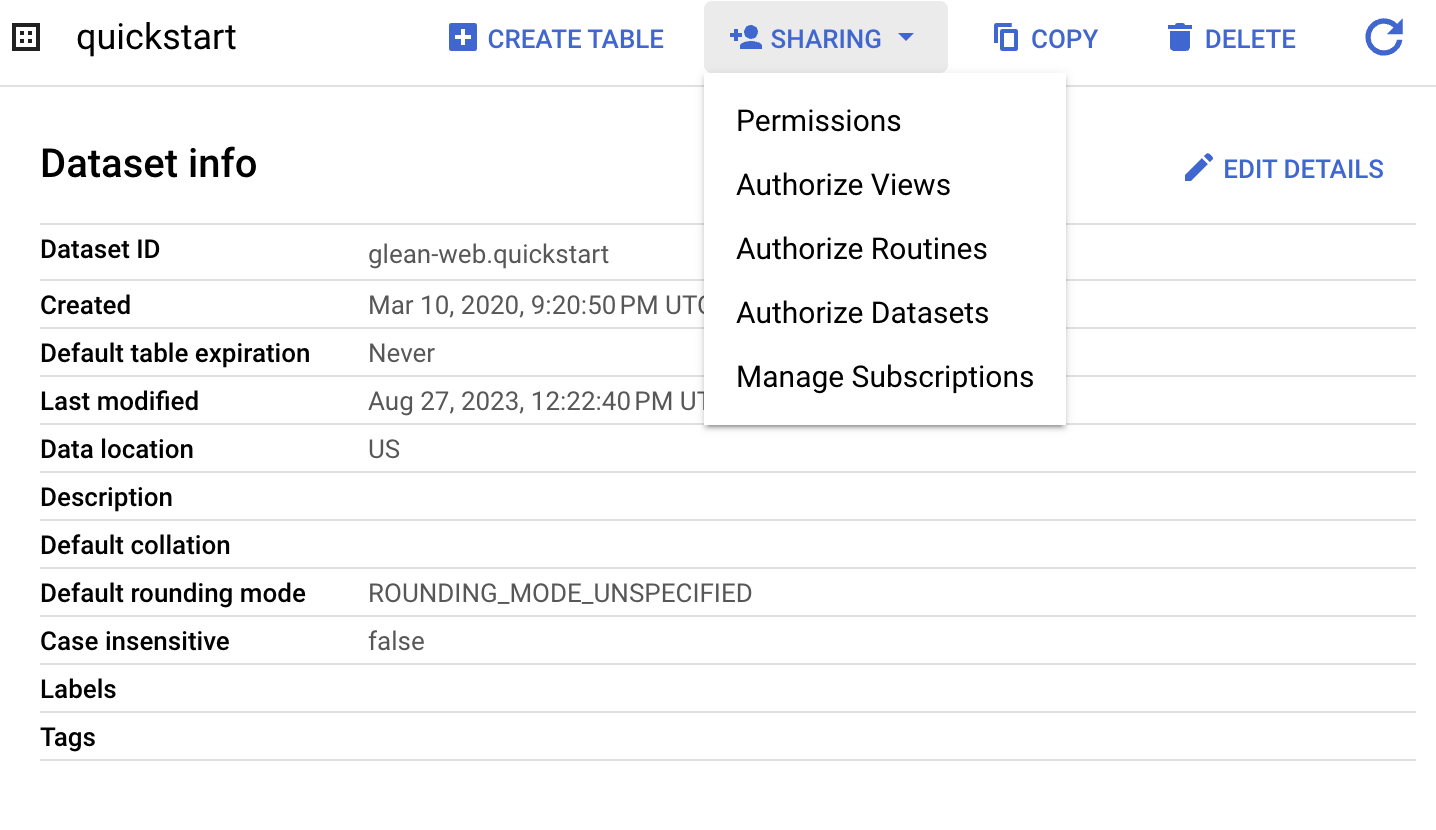 quickstart
CREATE TABLE
SHARING
COPY
DELETE
Permissions
Authorize Views
Authorize Routines
Authorize Datasets
Manage Subscriptions
Dataset info
EDIT DETAILS
Dataset ID glean-web.quickstart
Created Mar 10, 2020, 9:20:50 PM UTC
Default table expiration Never
Last modified Aug 27, 2023, 12:22:40 PM UT
Data location US
Description
Default collation
Default rounding mode ROUNDING_MODE_UNSPECIFIED
Case insensitive false
Labels
Tags